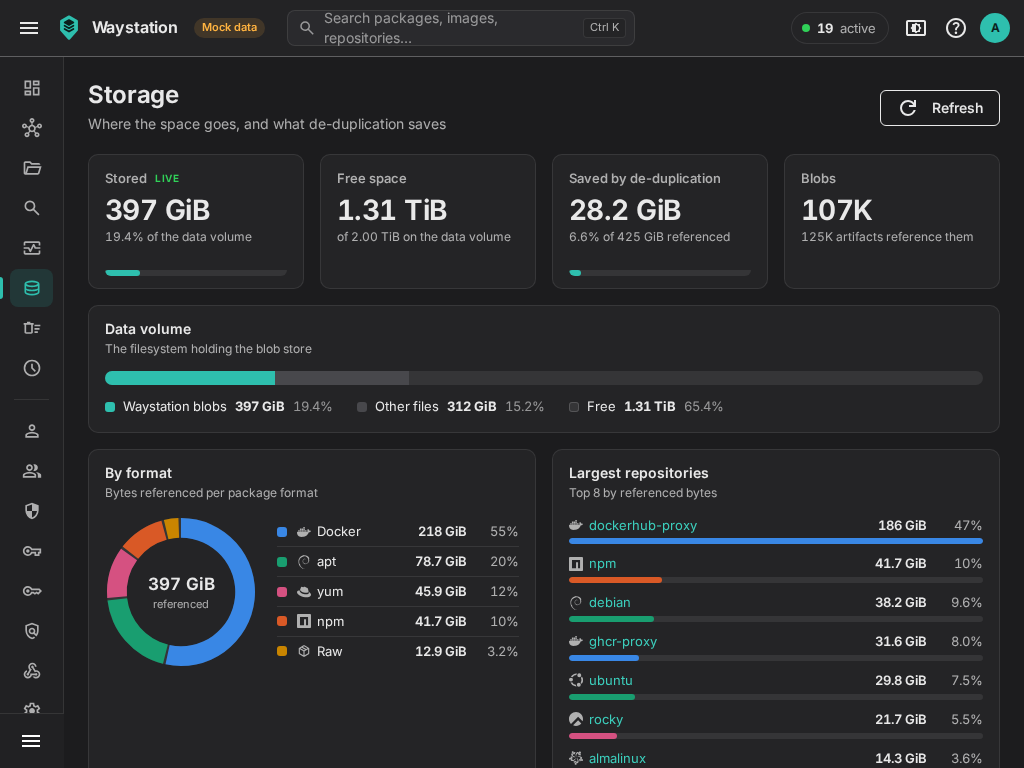 Waystation
Mock data
Search packages, images,
repositories...
Ctrl K
19 active
A
Storage
Where the space goes, and what de-duplication saves
Refresh
Stored LIVE
397 GiB
19.4% of the data volume
Free space
1.31 TiB
of 2.00 TiB on the data volume
Saved by de-duplication
28.2 GiB
6.6% of 425 GiB referenced
Blobs
107K
125K artifacts reference them
Data volume
The filesystem holding the blob store
Waystation blobs 397 GiB 19.4%
Other files 312 GiB 15.2%
Free 1.31 TiB 65.4%
By format
Bytes referenced per package format
397 GiB
referenced
Docker 218 GiB 55%
apt 78.7 GiB 20%
yum 45.9 GiB 12%
npm 41.7 GiB 10%
Raw 12.9 GiB 3.2%
Largest repositories
Top 8 by referenced bytes
dockerhub-proxy 186 GiB 47%
npm 41.7 GiB 10%
debian 38.2 GiB 9.6%
ghcr-proxy 31.6 GiB 8.0%
ubuntu 29.8 GiB 7.5%
rocky 21.7 GiB 5.5%
almalinux 14.3 GiB 3.6%